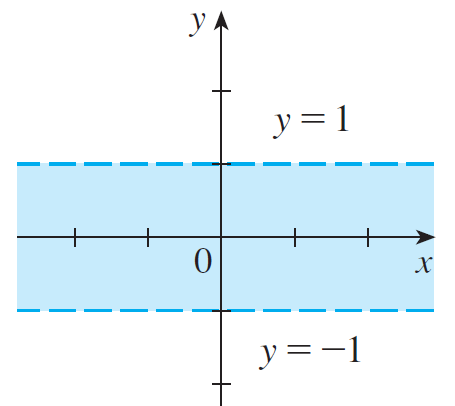 y
y = 1
0
x
y = −1